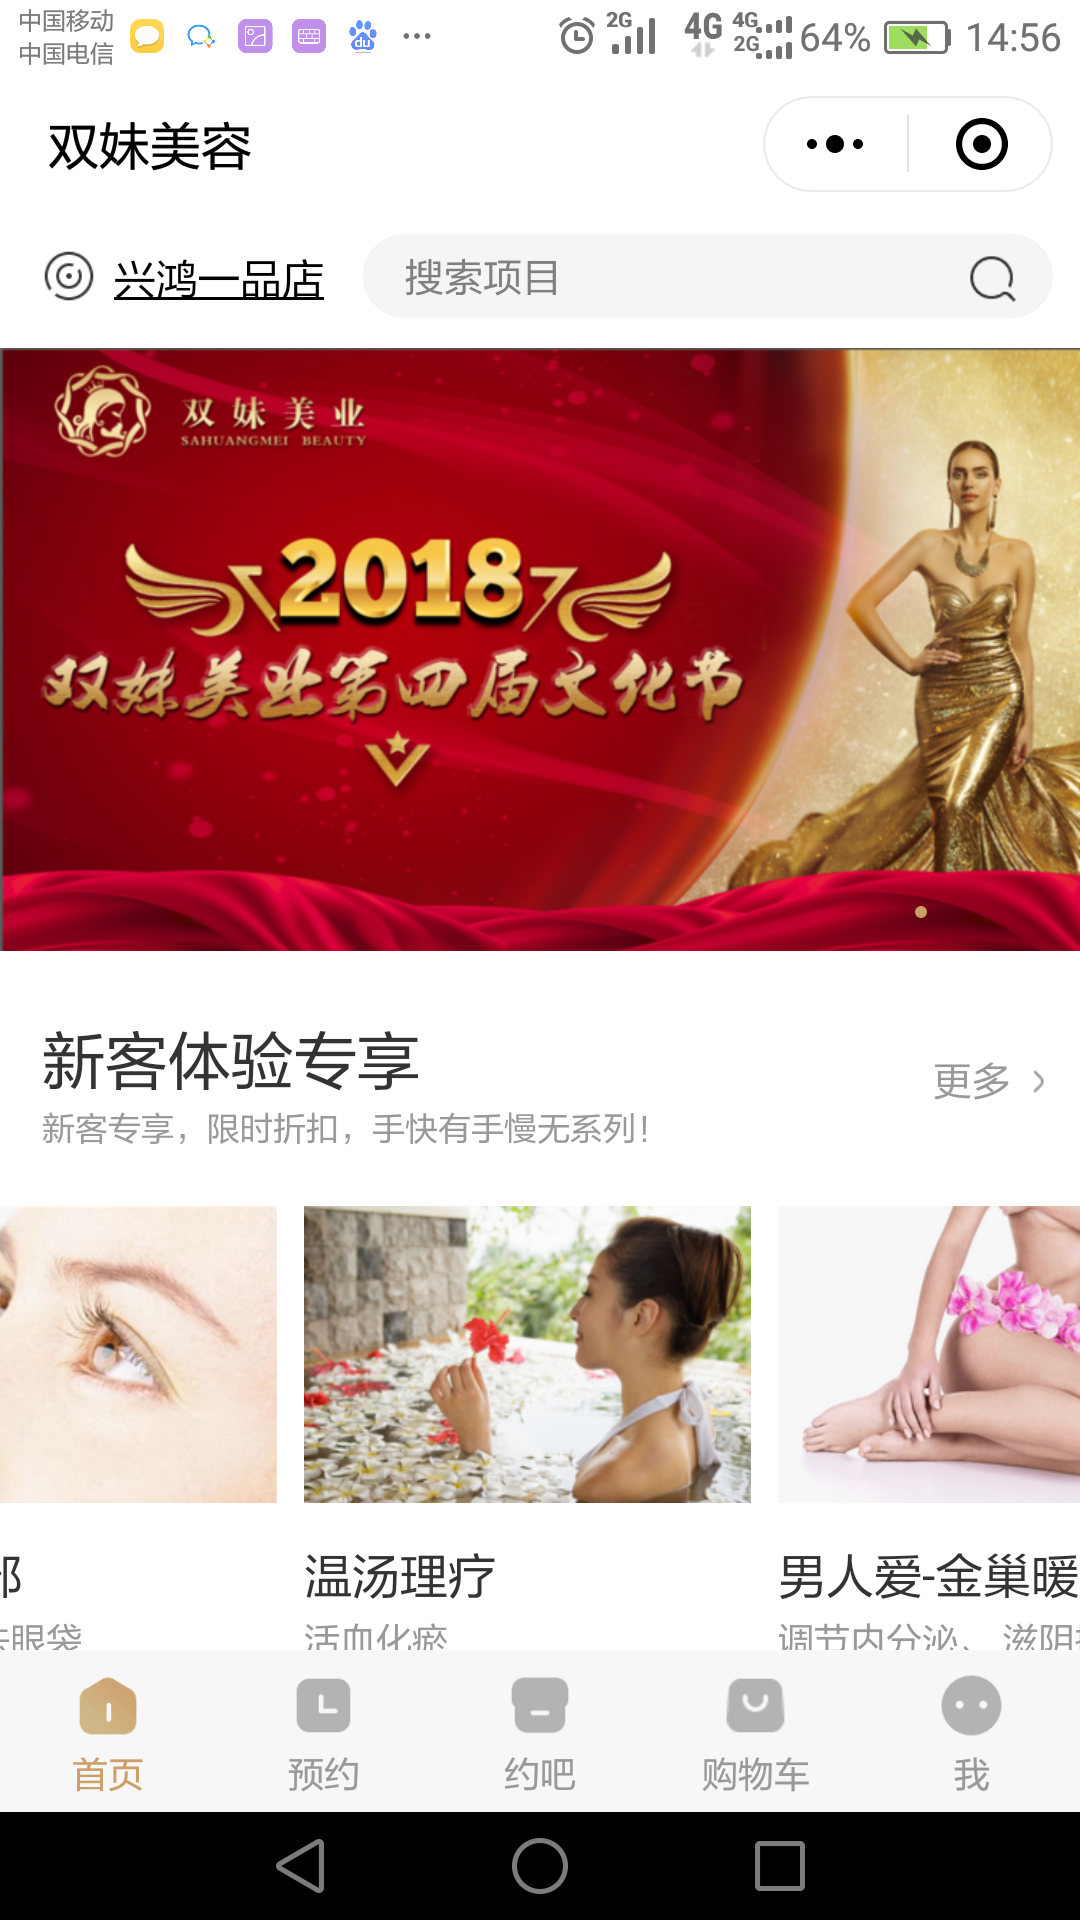 中国移动
中国电信
2G
4G
4G
2G
64%
14:56
双妹美容
兴鸿一品店
搜索项目
双妹美业
SAHUANGMEI BEAUTY
2018
双妹美业第四届文化节
新客体验专享
更多
新客专享，限时折扣，手快有手慢无系列！
部
温汤理疗
男人爱-金巢暖
眼袋
活血化瘀
调节内分泌、滋阴
首页
预约
约吧
购物车
我